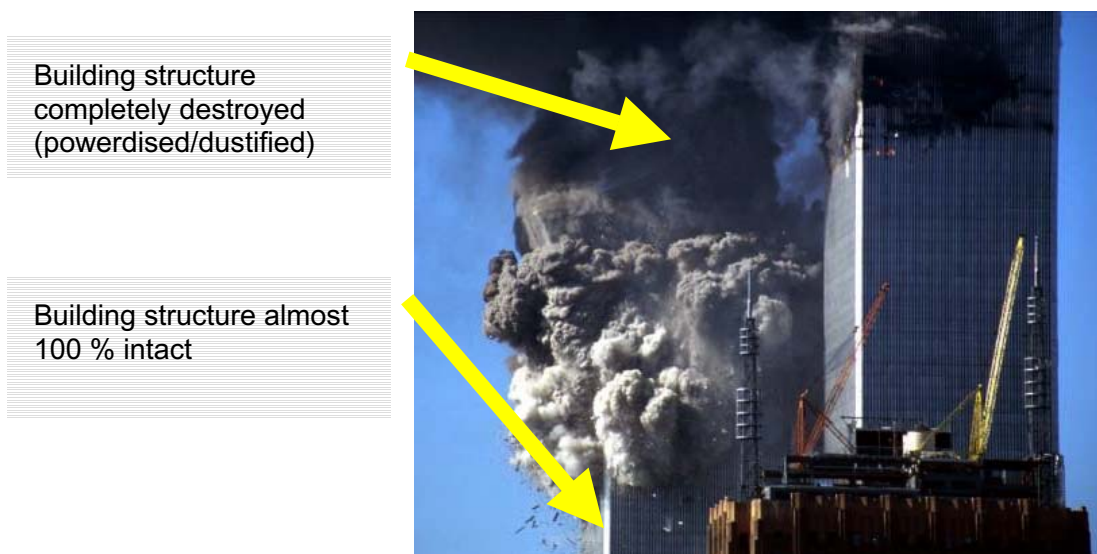 Building structure
completely destroyed
(powerdised/dustified)
Building structure almost
100 % intact